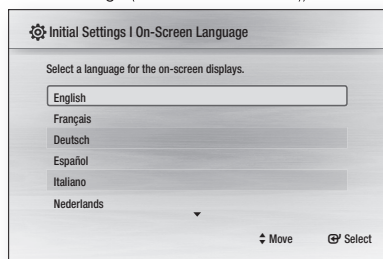 Initial Settings I On-Screen Language
Select a language for the on-screen displays.
English
Français
Deutsch
Español
Italiano
Nederlands
Move Select